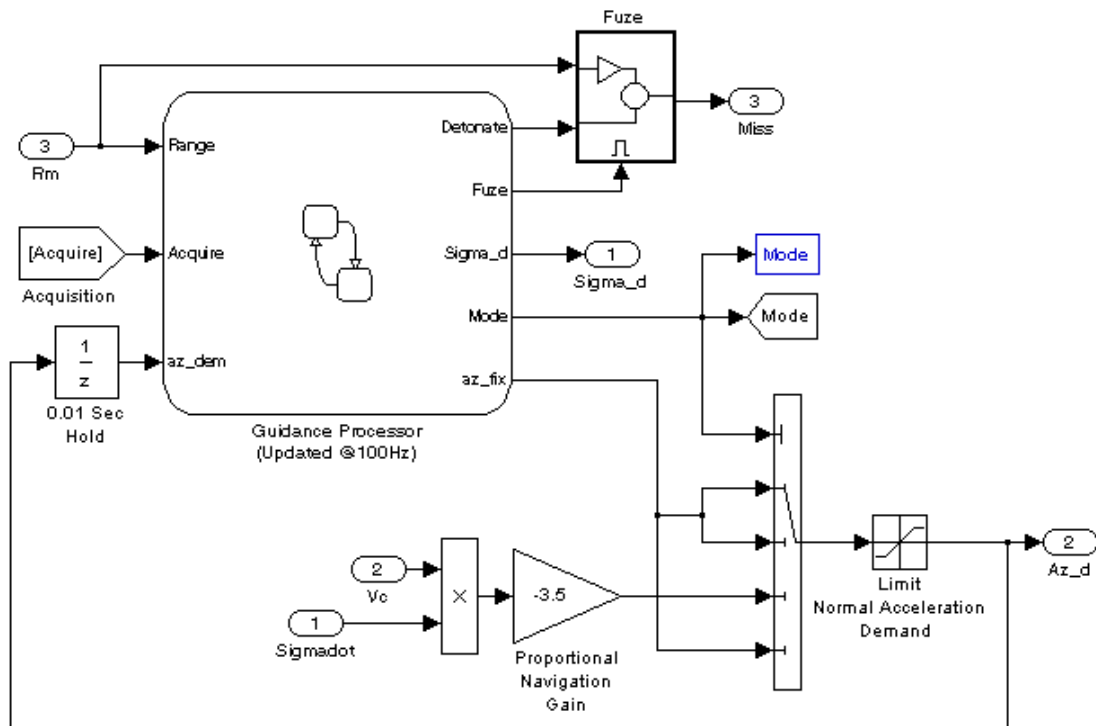 Fuze
3
Rm
Range
Detonate
3
Miss
Fuze
[Acquire]
Acquisition
Acquire
Sigma_d
1
Sigma_d
Mode
Mode
Mode
1
z
0.01 Sec
Hold
az_dem
az_fix
Guidance Processor
(Updated @100Hz)
2
Vc
1
Sigmadot
×
-3.5
Proportional
Navigation
Gain
Limit
Normal Acceleration
Demand
2
Az_d